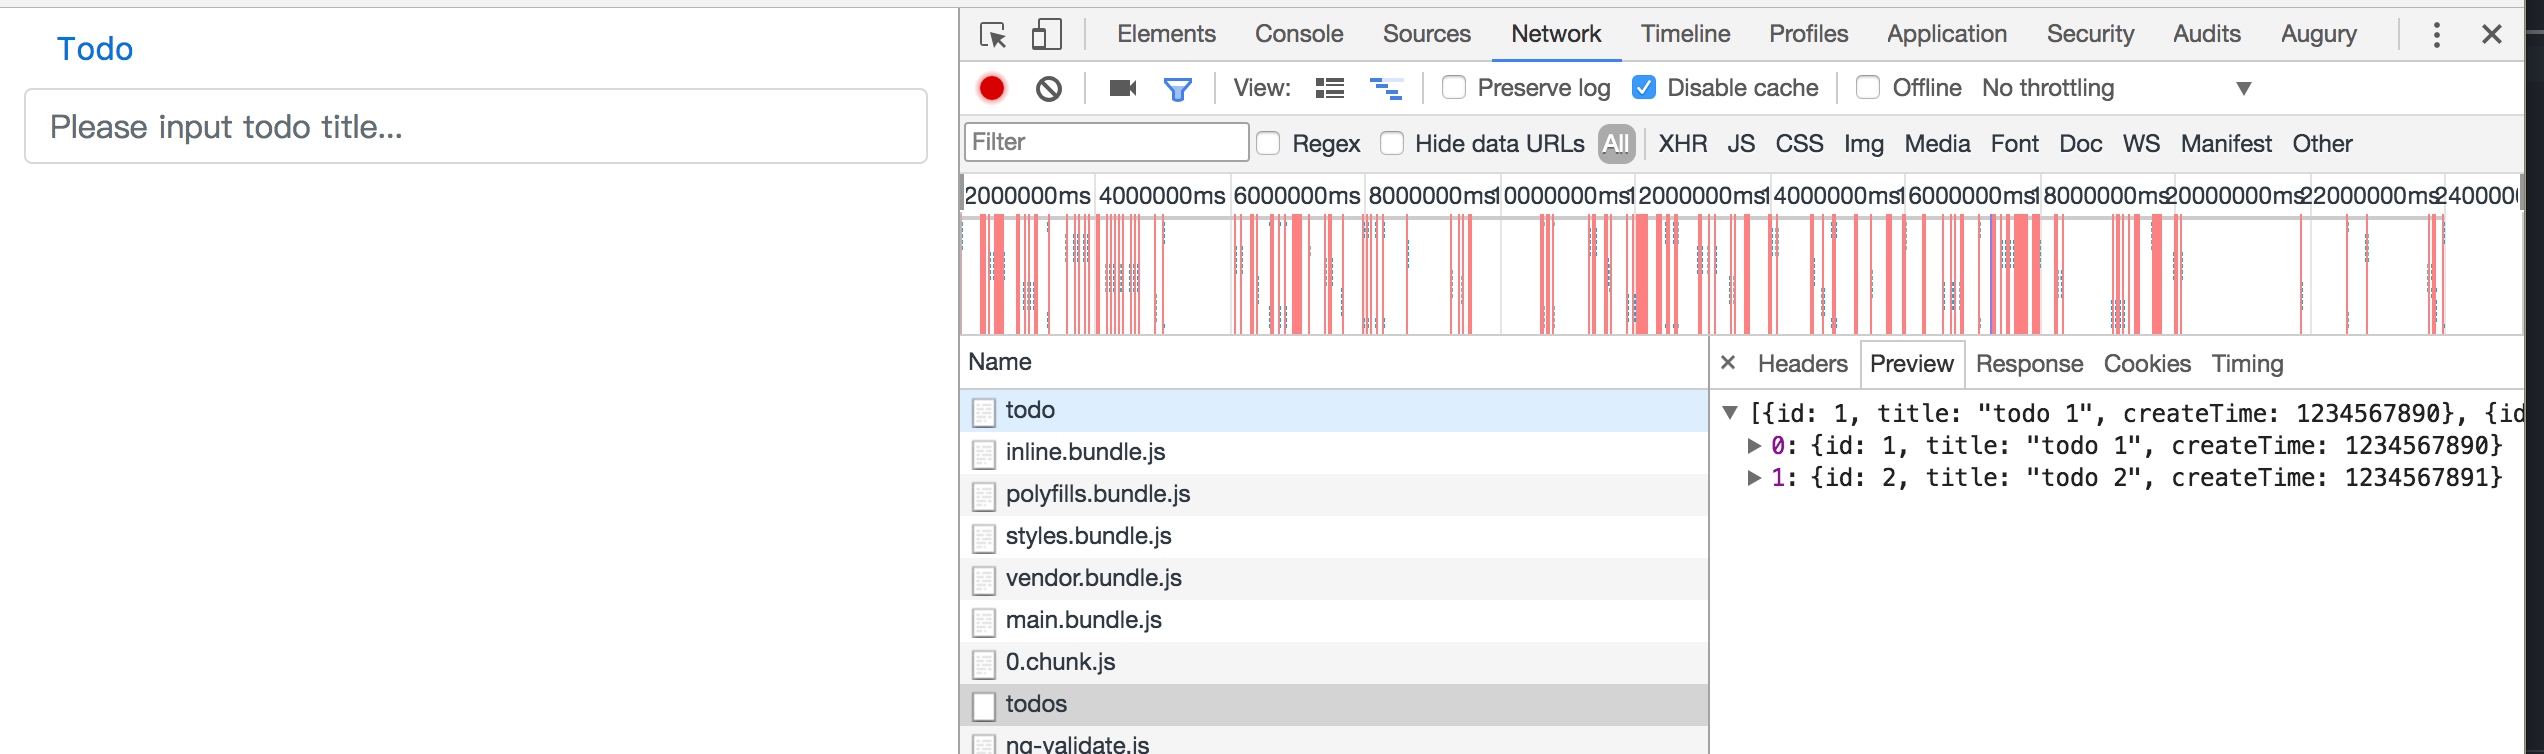 Todo
Please input todo title...
Elements Console Sources Network Timeline Profiles Application Security Audits Augury
View: Preserve log Disable cache Offline No throttling
Filter Regex Hide data URLs All XHR JS CSS Img Media Font Doc WS Manifest Other
2000000ms 4000000ms 6000000ms 8000000ms 10000000ms 12000000ms 14000000ms 16000000ms 18000000ms 20000000ms 22000000ms 2400000
Name
todo
inline.bundle.js
polyfills.bundle.js
styles.bundle.js
vendor.bundle.js
main.bundle.js
0.chunk.js
todos
ng-validate.js
Headers Preview Response Cookies Timing
[{id: 1, title: "todo 1", createTime: 1234567890}, {id
0: {id: 1, title: "todo 1", createTime: 1234567890}
1: {id: 2, title: "todo 2", createTime: 1234567891}